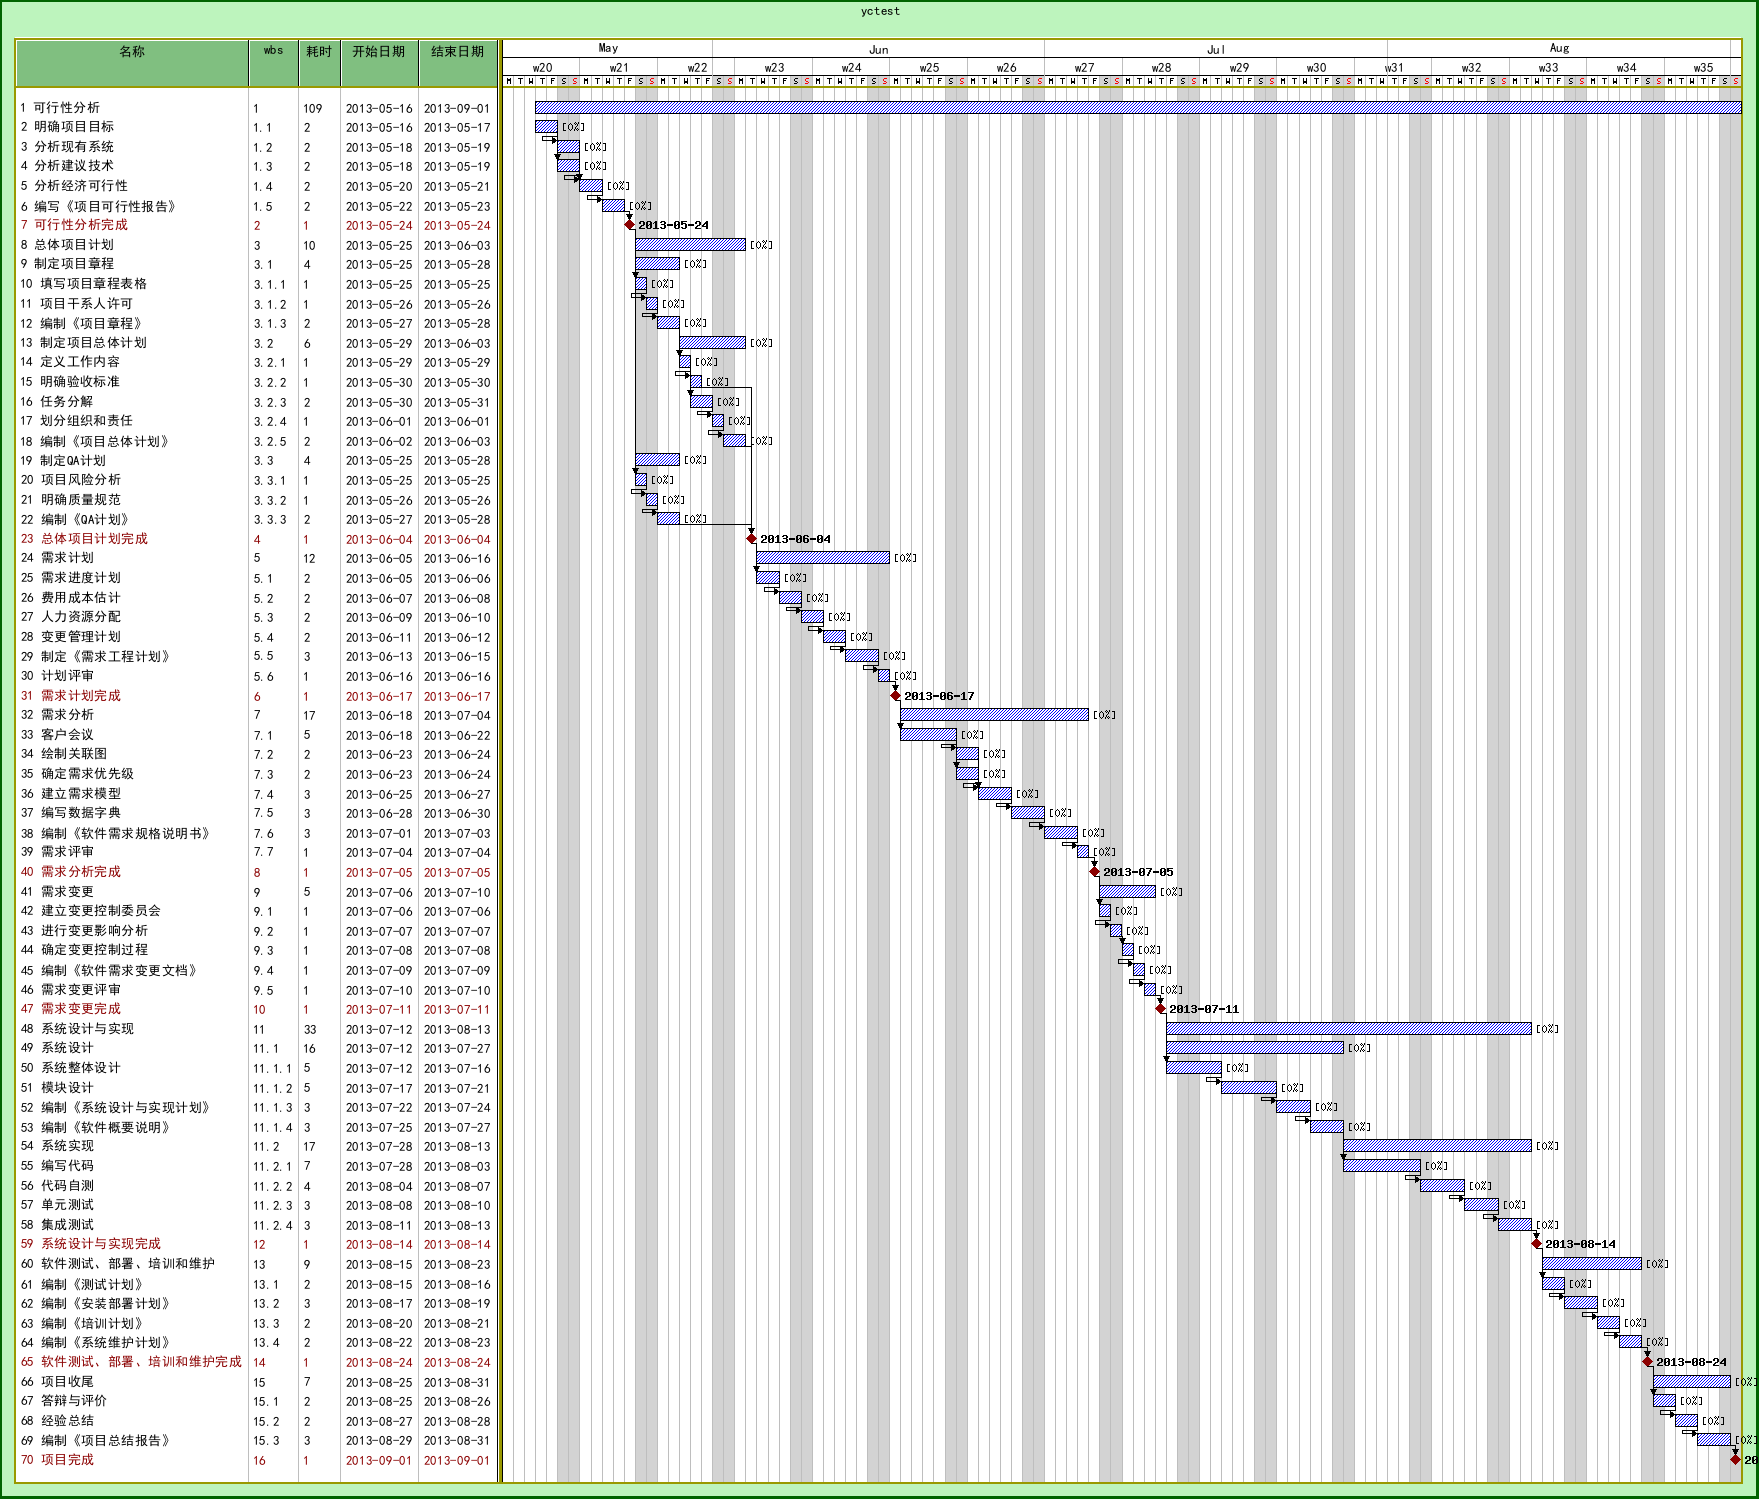 yctest
名称 wbs 耗时 开始日期 结束日期 May Jun Jul Aug
w20 w21 w22 w23 w24 w25 w26 w27 w28 w29 w30 w31 w32 w33 w34 w35
M T W T F S S M T W T F S S M T W T F S S M T W T F S S M T W T F S S M T W T F S S M T W T F S S M T W T F S S M T W T F S S M T W T F S S M T W T F S S M T W T F S S M T W T F S S M T W T F S S M T W T F S S M T W T F S S
1 可行性分析 1 109 2013-05-16 2013-09-01
2 明确项目目标 1.1 2 2013-05-16 2013-05-17 [0%]
3 分析现有系统 1.2 2 2013-05-18 2013-05-19 [0%]
4 分析建议技术 1.3 2 2013-05-18 2013-05-19 [0%]
5 分析经济可行性 1.4 2 2013-05-20 2013-05-21 [0%]
6 编写《项目可行性报告》 1.5 2 2013-05-22 2013-05-23 [0%]
7 可行性分析完成 2 1 2013-05-24 2013-05-24 2013-05-24
8 总体项目计划 3 10 2013-05-25 2013-06-03 [0%]
9 制定项目章程 3.1 4 2013-05-25 2013-05-28 [0%]
10 填写项目章程表格 3.1.1 1 2013-05-25 2013-05-25 [0%]
11 项目干系人许可 3.1.2 1 2013-05-26 2013-05-26 [0%]
12 编制《项目章程》 3.1.3 2 2013-05-27 2013-05-28 [0%]
13 制定项目总体计划 3.2 6 2013-05-29 2013-06-03 [0%]
14 定义工作内容 3.2.1 1 2013-05-29 2013-05-29 [0%]
15 明确验收标准 3.2.2 1 2013-05-30 2013-05-30 [0%]
16 任务分解 3.2.3 2 2013-05-30 2013-05-31 [0%]
17 划分组织和责任 3.2.4 1 2013-06-01 2013-06-01 [0%]
18 编制《项目总体计划》 3.2.5 2 2013-06-02 2013-06-03 [0%]
19 制定QA计划 3.3 4 2013-05-25 2013-05-28 [0%]
20 项目风险分析 3.3.1 1 2013-05-25 2013-05-25 [0%]
21 明确质量规范 3.3.2 1 2013-05-26 2013-05-26 [0%]
22 编制《QA计划》 3.3.3 2 2013-05-27 2013-05-28 [0%]
23 总体项目计划完成 4 1 2013-06-04 2013-06-04 2013-06-04
24 需求计划 5 12 2013-06-05 2013-06-16 [0%]
25 需求进度计划 5.1 2 2013-06-05 2013-06-06 [0%]
26 费用成本估计 5.2 2 2013-06-07 2013-06-08 [0%]
27 人力资源分配 5.3 2 2013-06-09 2013-06-10 [0%]
28 变更管理计划 5.4 2 2013-06-11 2013-06-12 [0%]
29 制定《需求工程计划》 5.5 3 2013-06-13 2013-06-15 [0%]
30 计划评审 5.6 1 2013-06-16 2013-06-16 [0%]
31 需求计划完成 6 1 2013-06-17 2013-06-17 2013-06-17
32 需求分析 7 17 2013-06-18 2013-07-04 [0%]
33 客户会议 7.1 5 2013-06-18 2013-06-22 [0%]
34 绘制关联图 7.2 2 2013-06-23 2013-06-24 [0%]
35 确定需求优先级 7.3 2 2013-06-23 2013-06-24 [0%]
36 建立需求模型 7.4 3 2013-06-25 2013-06-27 [0%]
37 编写数据字典 7.5 3 2013-06-28 2013-06-30 [0%]
38 编制《软件需求规格说明书》 7.6 3 2013-07-01 2013-07-03 [0%]
39 需求评审 7.7 1 2013-07-04 2013-07-04 [0%]
40 需求分析完成 8 1 2013-07-05 2013-07-05 2013-07-05
41 需求变更 9 5 2013-07-06 2013-07-10 [0%]
42 建立变更控制委员会 9.1 1 2013-07-06 2013-07-06 [0%]
43 进行变更影响分析 9.2 1 2013-07-07 2013-07-07 [0%]
44 确定变更控制过程 9.3 1 2013-07-08 2013-07-08 [0%]
45 编制《软件需求变更文档》 9.4 1 2013-07-09 2013-07-09 [0%]
46 需求变更评审 9.5 1 2013-07-10 2013-07-10 [0%]
47 需求变更完成 10 1 2013-07-11 2013-07-11 2013-07-11
48 系统设计与实现 11 33 2013-07-12 2013-08-13 [0%]
49 系统设计 11.1 16 2013-07-12 2013-07-27 [0%]
50 系统整体设计 11.1.1 5 2013-07-12 2013-07-16 [0%]
51 模块设计 11.1.2 5 2013-07-17 2013-07-21 [0%]
52 编制《系统设计与实现计划》 11.1.3 3 2013-07-22 2013-07-24 [0%]
53 编制《软件概要说明》 11.1.4 3 2013-07-25 2013-07-27 [0%]
54 系统实现 11.2 17 2013-07-28 2013-08-13 [0%]
55 编写代码 11.2.1 7 2013-07-28 2013-08-03 [0%]
56 代码自测 11.2.2 4 2013-08-04 2013-08-07 [0%]
57 单元测试 11.2.3 3 2013-08-08 2013-08-10 [0%]
58 集成测试 11.2.4 3 2013-08-11 2013-08-13 [0%]
59 系统设计与实现完成 12 1 2013-08-14 2013-08-14 2013-08-14
60 软件测试、部署、培训和维护 13 9 2013-08-15 2013-08-23 [0%]
61 编制《测试计划》 13.1 2 2013-08-15 2013-08-16 [0%]
62 编制《安装部署计划》 13.2 3 2013-08-17 2013-08-19 [0%]
63 编制《培训计划》 13.3 2 2013-08-20 2013-08-21 [0%]
64 编制《系统维护计划》 13.4 2 2013-08-22 2013-08-23 [0%]
65 软件测试、部署、培训和维护完成 14 1 2013-08-24 2013-08-24 2013-08-24
66 项目收尾 15 7 2013-08-25 2013-08-31 [0%]
67 答辩与评价 15.1 2 2013-08-25 2013-08-26 [0%]
68 经验总结 15.2 2 2013-08-27 2013-08-28 [0%]
69 编制《项目总结报告》 15.3 3 2013-08-29 2013-08-31 [0%]
70 项目完成 16 1 2013-09-01 2013-09-01 20